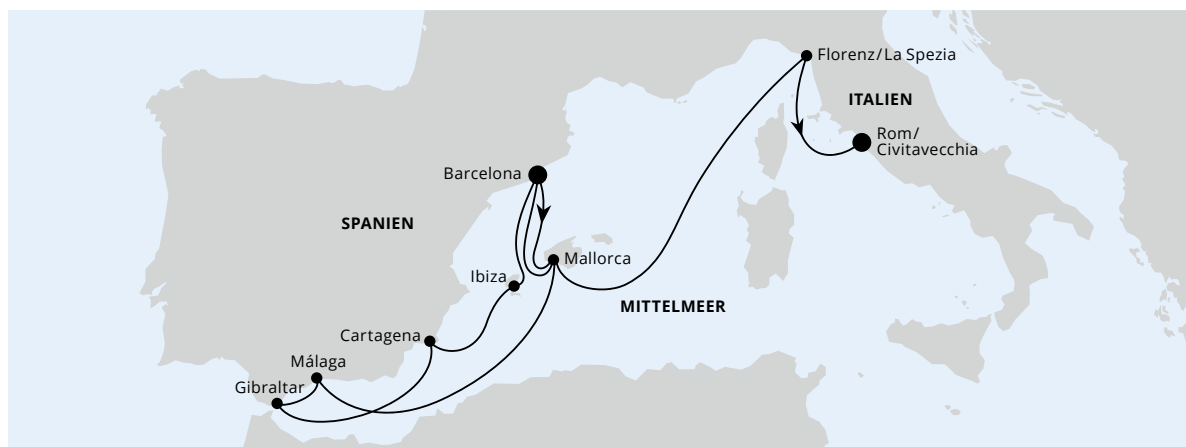 Florenz/La Spezia
ITALIEN
Rom/
Civitavecchia
Barcelona
SPANIEN
Mallorca
Ibiza
MITTELMEER
Cartagena
Málaga
Gibraltar